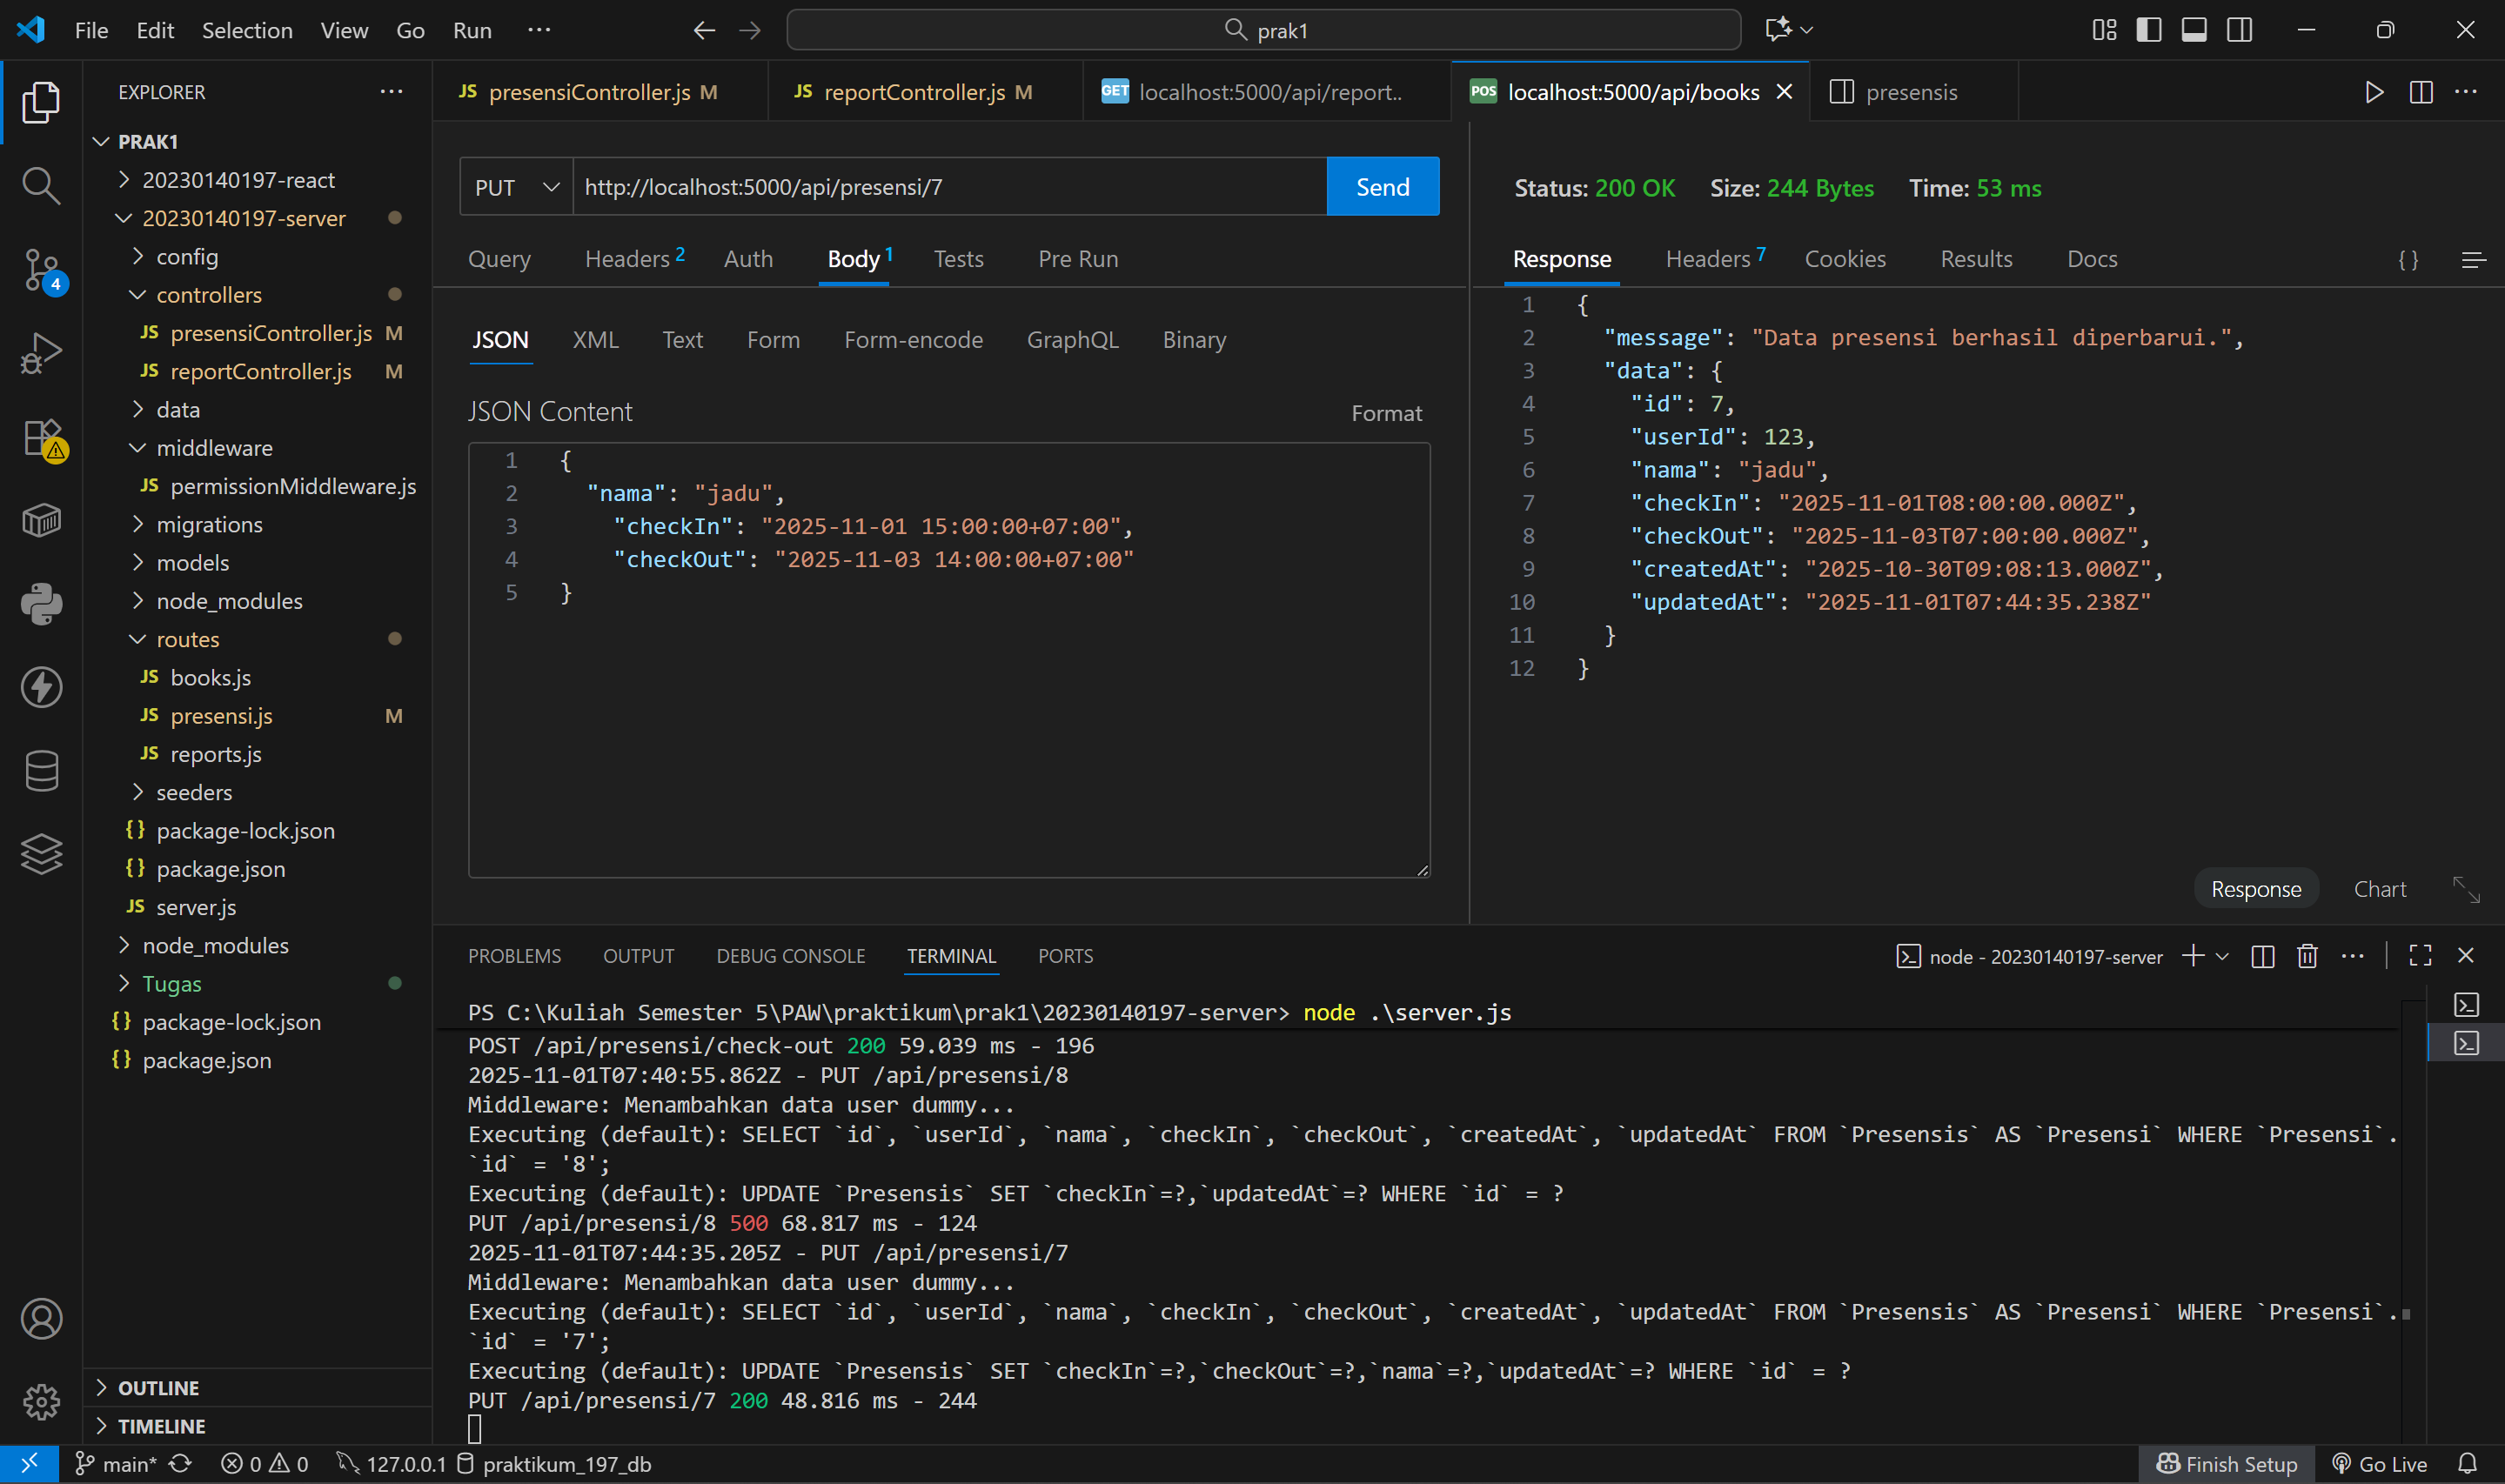 File Edit Selection View Go Run ··· prak1
EXPLORER ···
PRAK1
20230140197-react
20230140197-server
config
controllers
JS presensiController.js M
JS reportController.js M
data
middleware
JS permissionMiddleware.js
migrations
models
node_modules
routes
JS books.js
JS presensi.js M
JS reports.js
seeders
{} package-lock.json
{} package.json
JS server.js
node_modules
Tugas
{} package-lock.json
{} package.json
OUTLINE
TIMELINE
4
JS presensiController.js M JS reportController.js M GET localhost:5000/api/report.. POS localhost:5000/api/books presensis
PUT http://localhost:5000/api/presensi/7 Send
Query Headers 2 Auth Body 1 Tests Pre Run
JSON XML Text Form Form-encode GraphQL Binary
JSON Content Format
1 {
2 "nama": "jadu",
3 "checkIn": "2025-11-01 15:00:00+07:00",
4 "checkOut": "2025-11-03 14:00:00+07:00"
5 }
Status: 200 OK Size: 244 Bytes Time: 53 ms
Response Headers 7 Cookies Results Docs { }
1 {
2 "message": "Data presensi berhasil diperbarui.",
3 "data": {
4 "id": 7,
5 "userId": 123,
6 "nama": "jadu",
7 "checkIn": "2025-11-01T08:00:00.000Z",
8 "checkOut": "2025-11-03T07:00:00.000Z",
9 "createdAt": "2025-10-30T09:08:13.000Z",
10 "updatedAt": "2025-11-01T07:44:35.238Z"
11 }
12 }
Response Chart
PROBLEMS OUTPUT DEBUG CONSOLE TERMINAL PORTS node - 20230140197-server
PS C:\Kuliah Semester 5\PAW\praktikum\prak1\20230140197-server> node .\server.js
POST /api/presensi/check-out 200 59.039 ms - 196
2025-11-01T07:40:55.862Z - PUT /api/presensi/8
Middleware: Menambahkan data user dummy...
Executing (default): SELECT `id`, `userId`, `nama`, `checkIn`, `checkOut`, `createdAt`, `updatedAt` FROM `Presensis` AS `Presensi` WHERE `Presensi`.
`id` = '8';
Executing (default): UPDATE `Presensis` SET `checkIn`=?,`updatedAt`=? WHERE `id` = ?
PUT /api/presensi/8 500 68.817 ms - 124
2025-11-01T07:44:35.205Z - PUT /api/presensi/7
Middleware: Menambahkan data user dummy...
Executing (default): SELECT `id`, `userId`, `nama`, `checkIn`, `checkOut`, `createdAt`, `updatedAt` FROM `Presensis` AS `Presensi` WHERE `Presensi`.
`id` = '7';
Executing (default): UPDATE `Presensis` SET `checkIn`=?,`checkOut`=?,`nama`=?,`updatedAt`=? WHERE `id` = ?
PUT /api/presensi/7 200 48.816 ms - 244
main* 0 0 127.0.0.1 praktikum_197_db Finish Setup Go Live